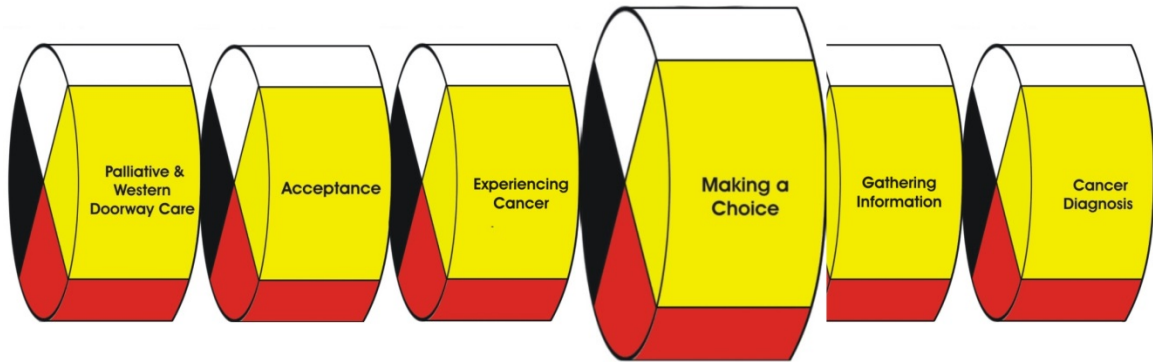 Palliative &
Western
Doorway Care
Acceptance
Experiencing
Cancer
Making a
Choice
Gathering
Information
Cancer
Diagnosis